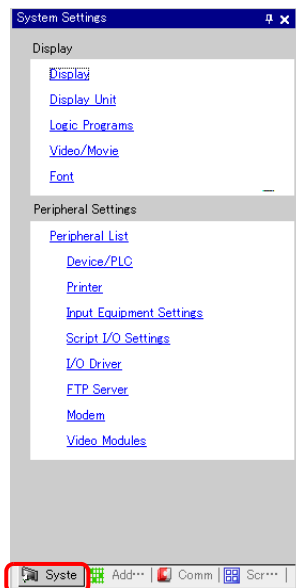 System Settings
Display
Display
Display Unit
Logic Programs
Video/Movie
Font
Peripheral Settings
Peripheral List
Device/PLC
Printer
Input Equipment Settings
Script I/O Settings
I/O Driver
FTP Server
Modem
Video Modules
Syste Add··· Comm Scr···